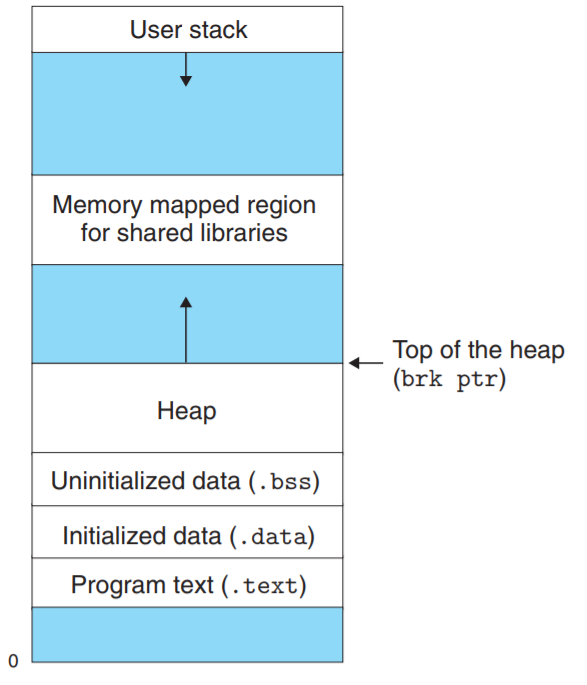 User stack
Memory mapped region
for shared libraries
Top of the heap
(brk ptr)
Heap
Uninitialized data (.bss)
Initialized data (.data)
Program text (.text)
0